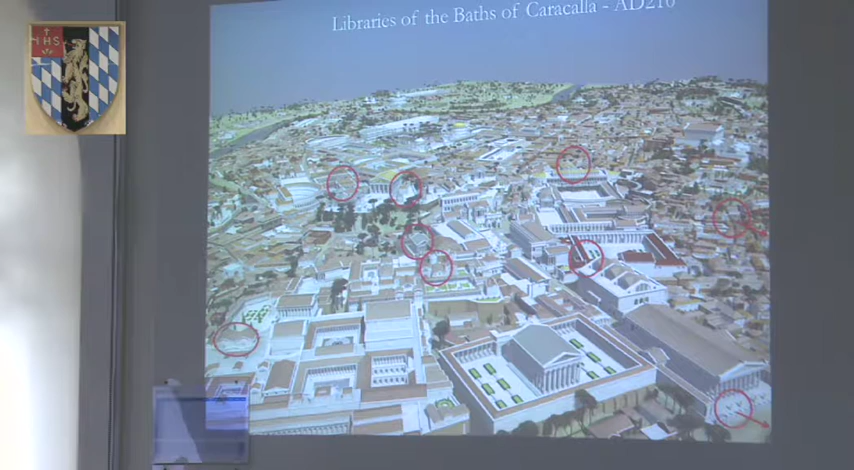 Libraries of the Baths of Caracalla - AD216
IHS